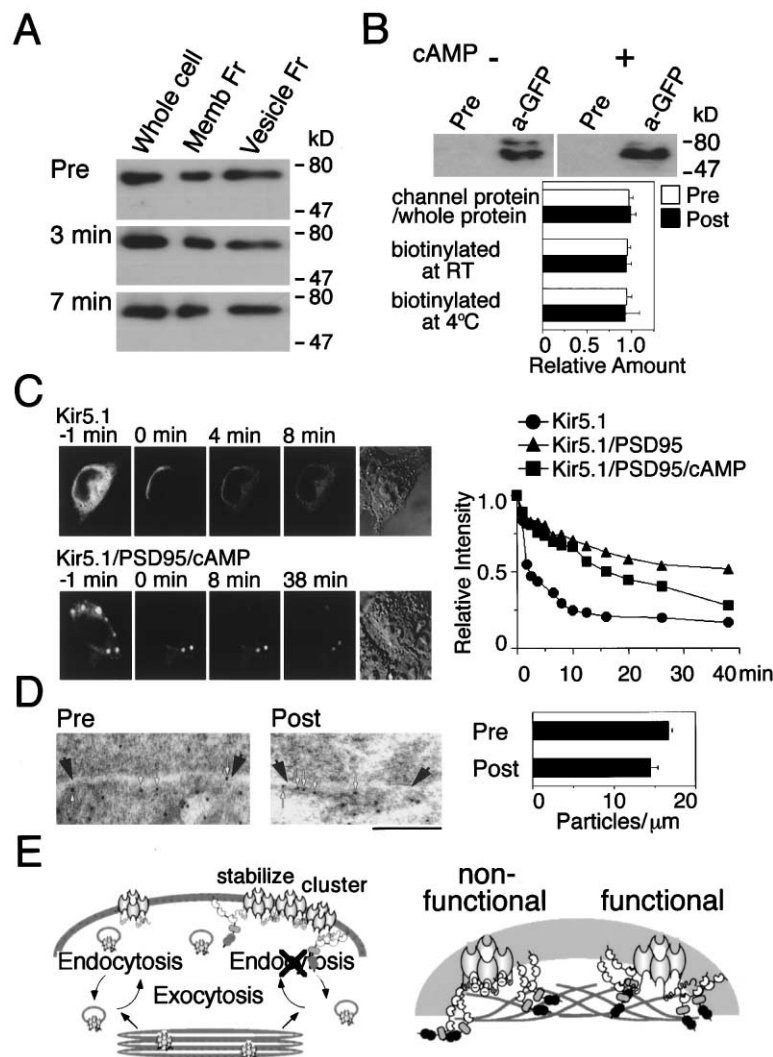 A
Whole cell
Memb Fr
Vesicle Fr
kD
Pre
- 80
- 47
3 min
- 80
- 47
7 min
- 80
- 47
B
cAMP - +
Pre
a-GFP
Pre
a-GFP
kD
- 80
- 47
channel protein
/whole protein
biotinylated
at RT
biotinylated
at 4°C
Pre
Post
0 0.5 1.0
Relative Amount
C
Kir5.1
-1 min 0 min 4 min 8 min
Kir5.1/PSD95/cAMP
-1 min 0 min 8 min 38 min
Kir5.1
Kir5.1/PSD95
Kir5.1/PSD95/cAMP
Relative Intensity
1.0
0.5
0
0 10 20 30 40 min
D
Pre
Post
Pre
Post
0 10 20
Particles/μm
E
stabilize
cluster
Endocytosis
Endocytosis
Exocytosis
non-
functional
functional